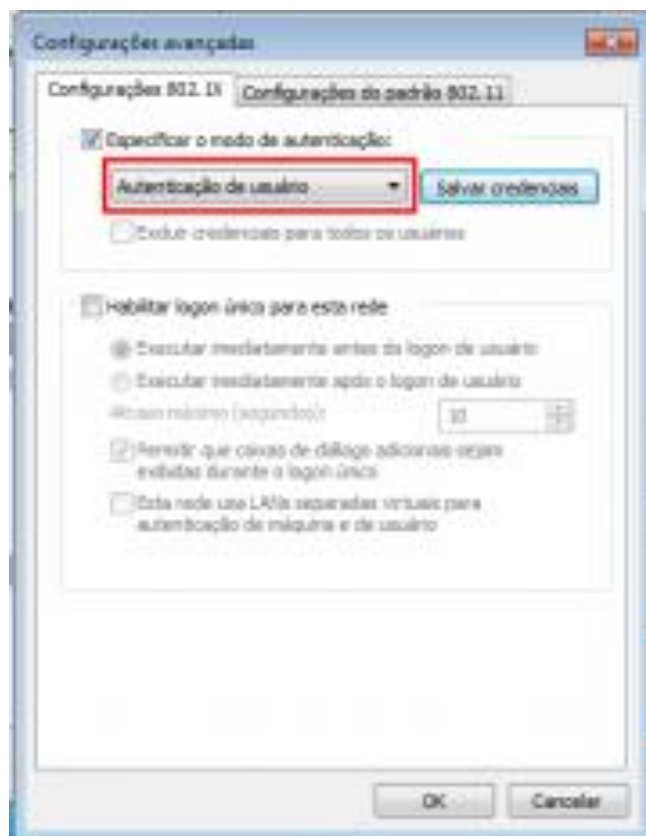 Configurações avançadas
Configurações 802.1X Configurações do padrão 802.11
Especificar o modo de autenticação:
Autenticação de usuário Salvar credenciais
Excluir credenciais para todos os usuários
Habilitar logon único para esta rede
Executar imediatamente antes do logon de usuário
Executar imediatamente após o logon de usuário
Atraso máximo (segundos): 10
Permitir que caixas de diálogo adicionais sejam
exibidas durante o logon único
Esta rede usa LANs separadas virtuais para
autenticação de máquina e de usuário
OK Cancelar